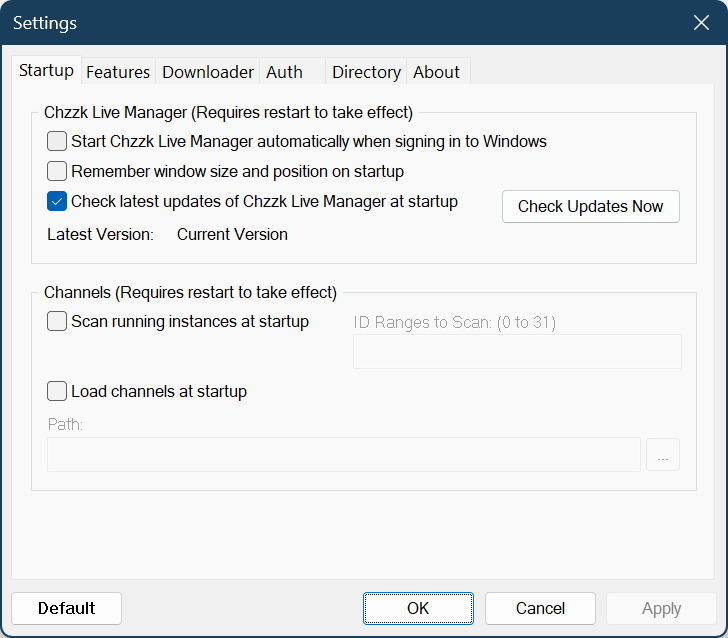 Settings
Startup Features Downloader Auth Directory About
Chzzk Live Manager (Requires restart to take effect)
Start Chzzk Live Manager automatically when signing in to Windows
Remember window size and position on startup
Check latest updates of Chzzk Live Manager at startup
Check Updates Now
Latest Version: Current Version
Channels (Requires restart to take effect)
Scan running instances at startup
ID Ranges to Scan: (0 to 31)
Load channels at startup
Path:
...
Default OK Cancel Apply